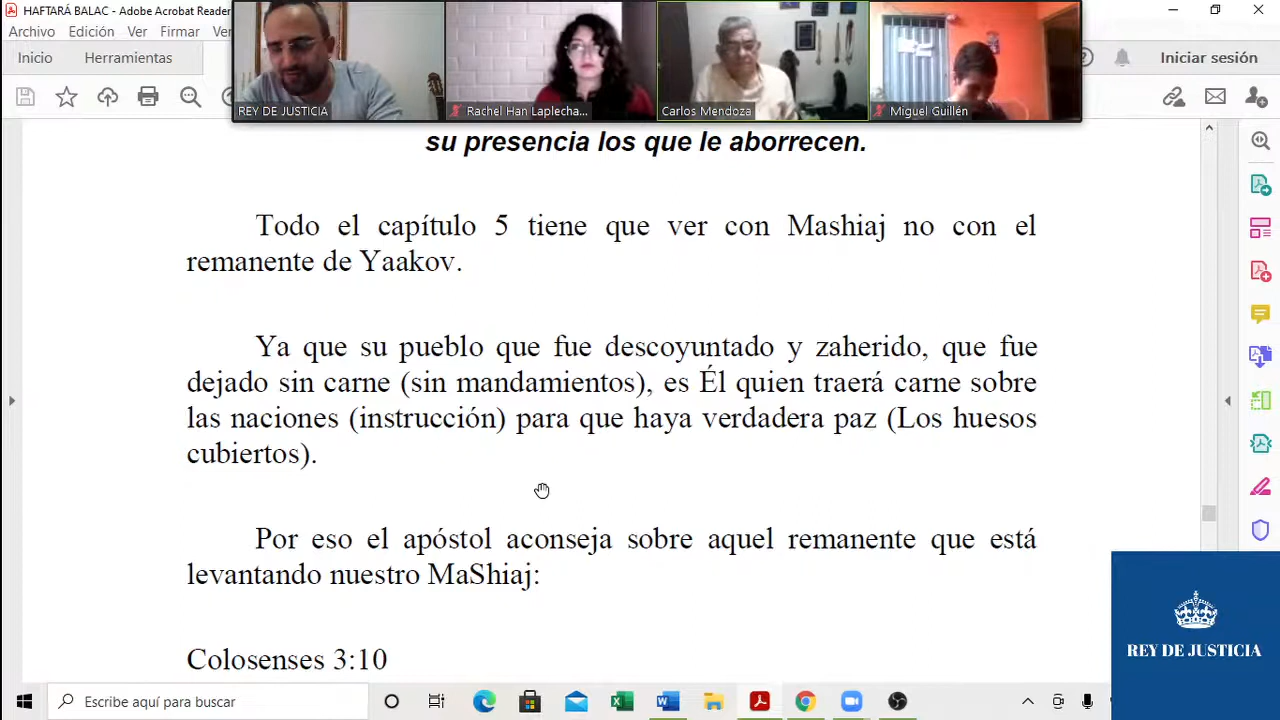 HAFTARÁ BALAC - Adobe Acrobat Reader
Archivo Edición Ver Firmar
Inicio Herramientas
Iniciar sesión
REY DE JUSTICIA
Rachel Han Laplecha...
Carlos Mendoza
Miguel Guillén
su presencia los que le aborrecen.
Todo el capítulo 5 tiene que ver con Mashiaj no con el
remanente de Yaakov.
Ya que su pueblo que fue descoyuntado y zaherido, que fue
dejado sin carne (sin mandamientos), es Él quien traerá carne sobre
las naciones (instrucción) para que haya verdadera paz (Los huesos
cubiertos).
Por eso el apóstol aconseja sobre aquel remanente que está
levantando nuestro MaShiaj:
Colosenses 3:10
REY DE JUSTICIA
Escribe aquí para buscar